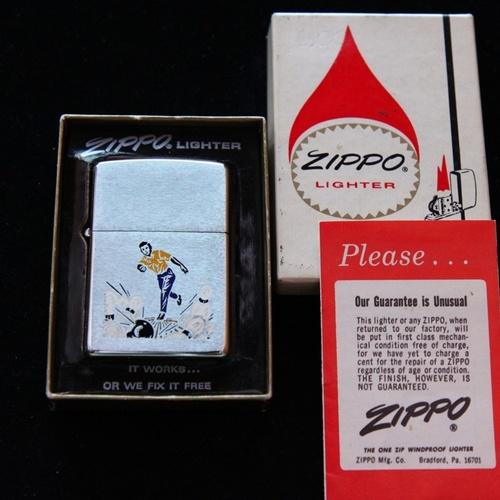 ZIPPO® LIGHTER
IT WORKS...
OR WE FIX IT FREE
ZIPPO®
LIGHTER
Please...
Our Guarantee is Unusual
This lighter or any ZIPPO, when
returned to our factory, will
be put in first class mechan-
ical condition free of charge,
for we have yet to charge a
cent for the repair of a ZIPPO
regardless of age or condition.
THE FINISH, HOWEVER, IS
NOT GUARANTEED.
ZIPPO®
THE ONE ZIP WINDPROOF LIGHTER
ZIPPO Mfg. Co. Bradford, Pa. 16701